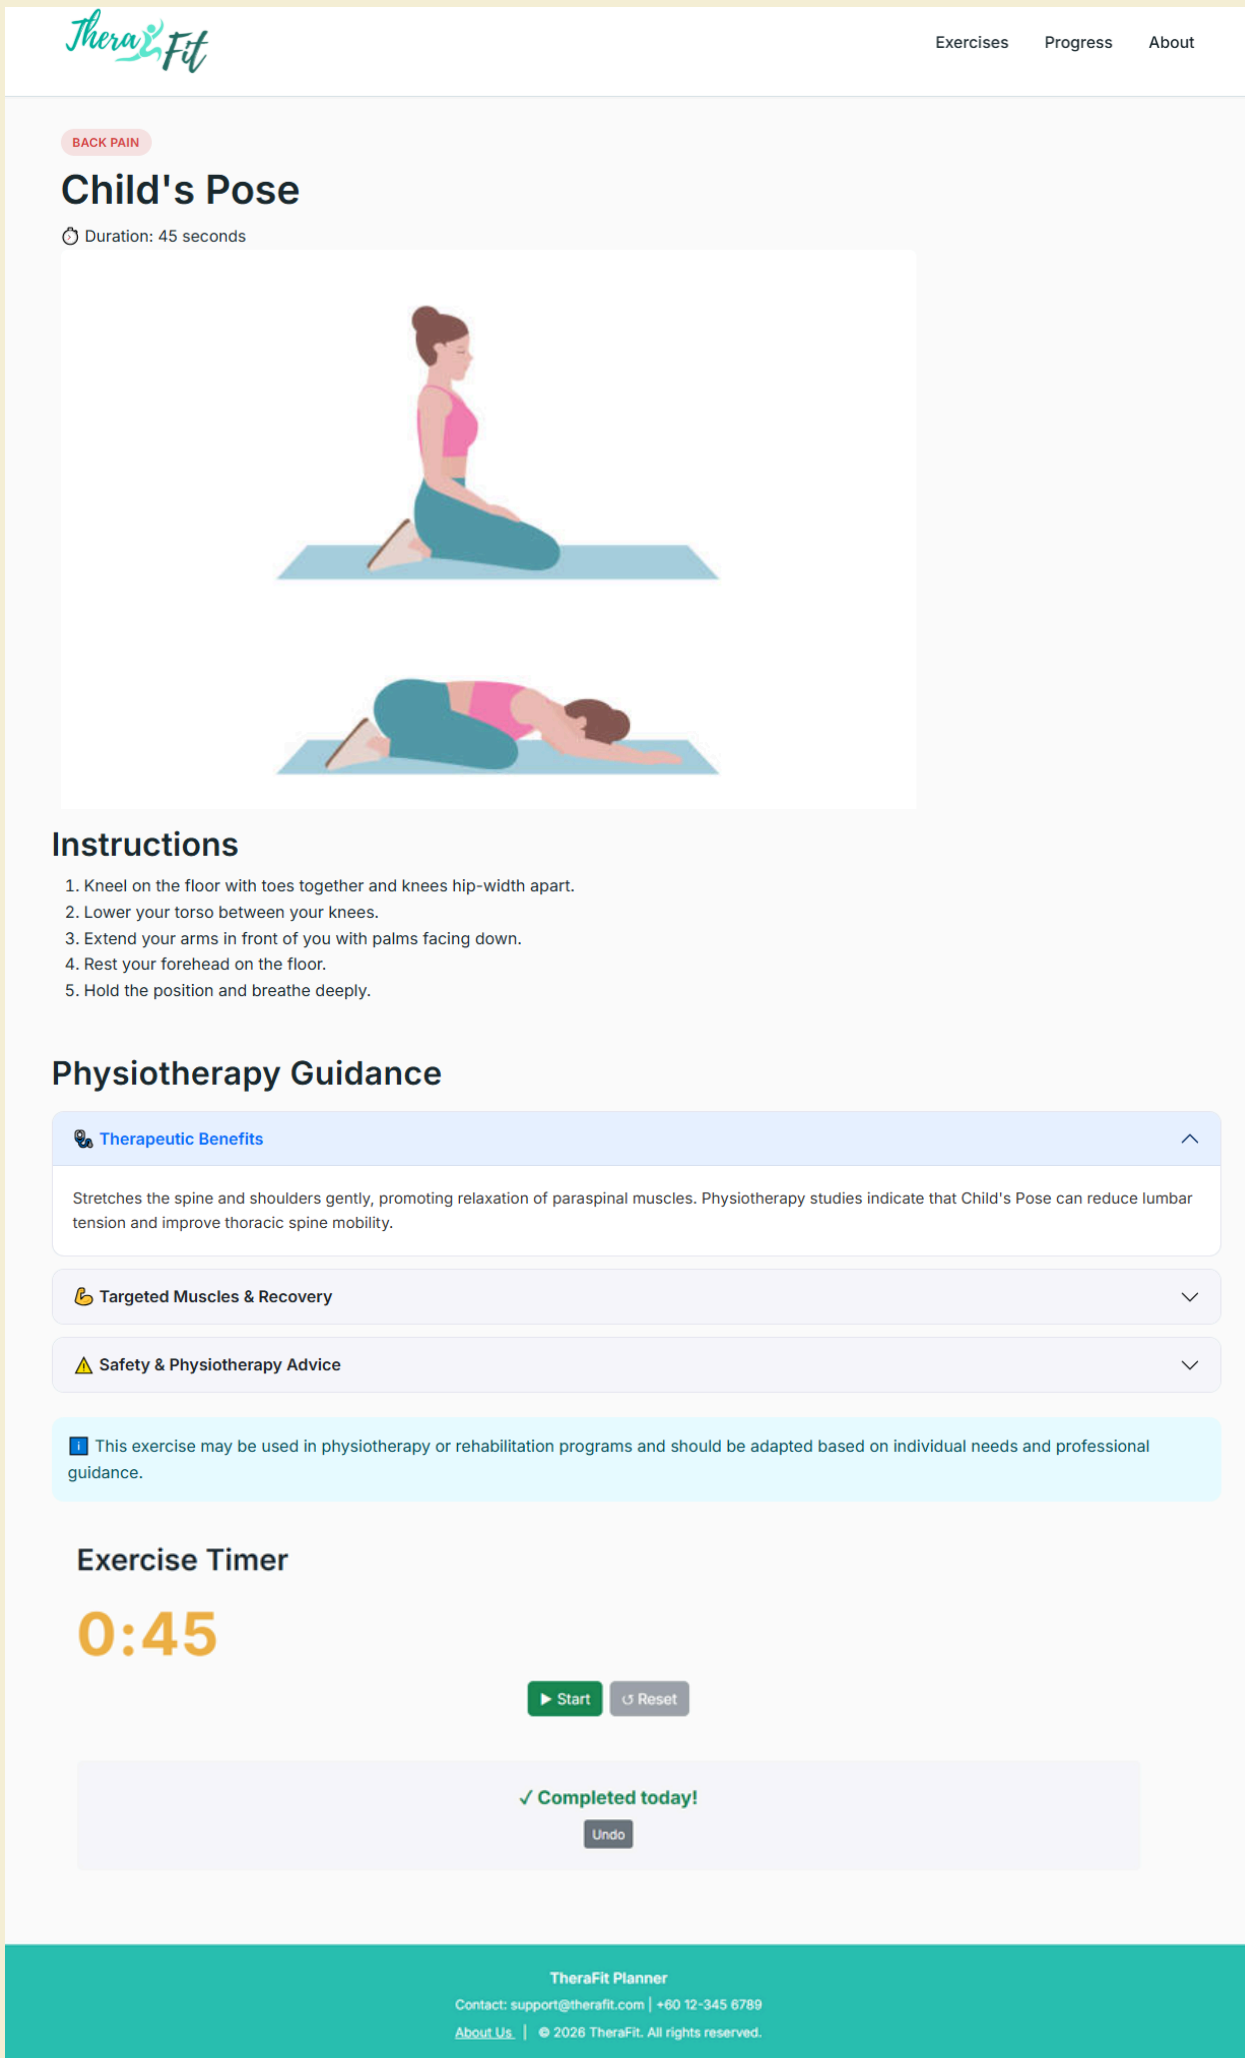 Thera Fit
Exercises Progress About
BACK PAIN
Child's Pose
Duration: 45 seconds
Instructions
1. Kneel on the floor with toes together and knees hip-width apart.
2. Lower your torso between your knees.
3. Extend your arms in front of you with palms facing down.
4. Rest your forehead on the floor.
5. Hold the position and breathe deeply.
Physiotherapy Guidance
Therapeutic Benefits
Stretches the spine and shoulders gently, promoting relaxation of paraspinal muscles. Physiotherapy studies indicate that Child's Pose can reduce lumbar
tension and improve thoracic spine mobility.
Targeted Muscles & Recovery
Safety & Physiotherapy Advice
This exercise may be used in physiotherapy or rehabilitation programs and should be adapted based on individual needs and professional
guidance.
Exercise Timer
0:45
▶ Start ↺ Reset
✓ Completed today!
Undo
TheraFit Planner
Contact: support@therafit.com | +60 12-345 6789
About Us | © 2026 TheraFit. All rights reserved.